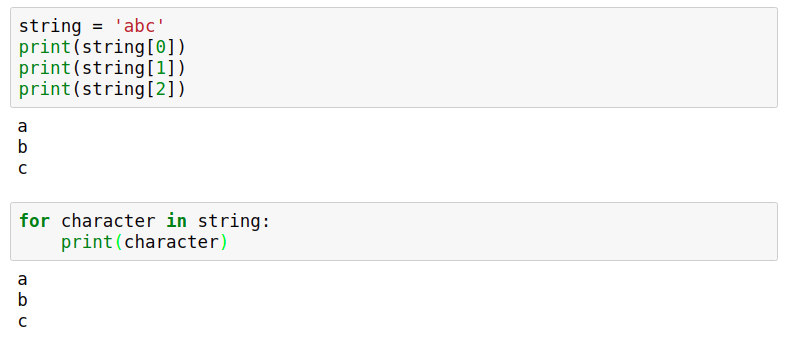 string = 'abc'
print(string[0])
print(string[1])
print(string[2])
a
b
c
for character in string:
    print(character)
a
b
c